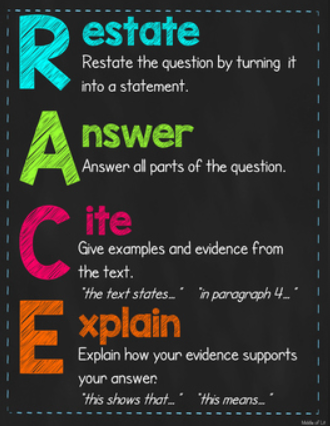 Restate
Restate the question by turning it
into a statement.
Answer
Answer all parts of the question.
Cite
Give examples and evidence from
the text.
"the text states..." "in paragraph 4..."
Explain
Explain how your evidence supports
your answer.
"this shows that..." "this means..."